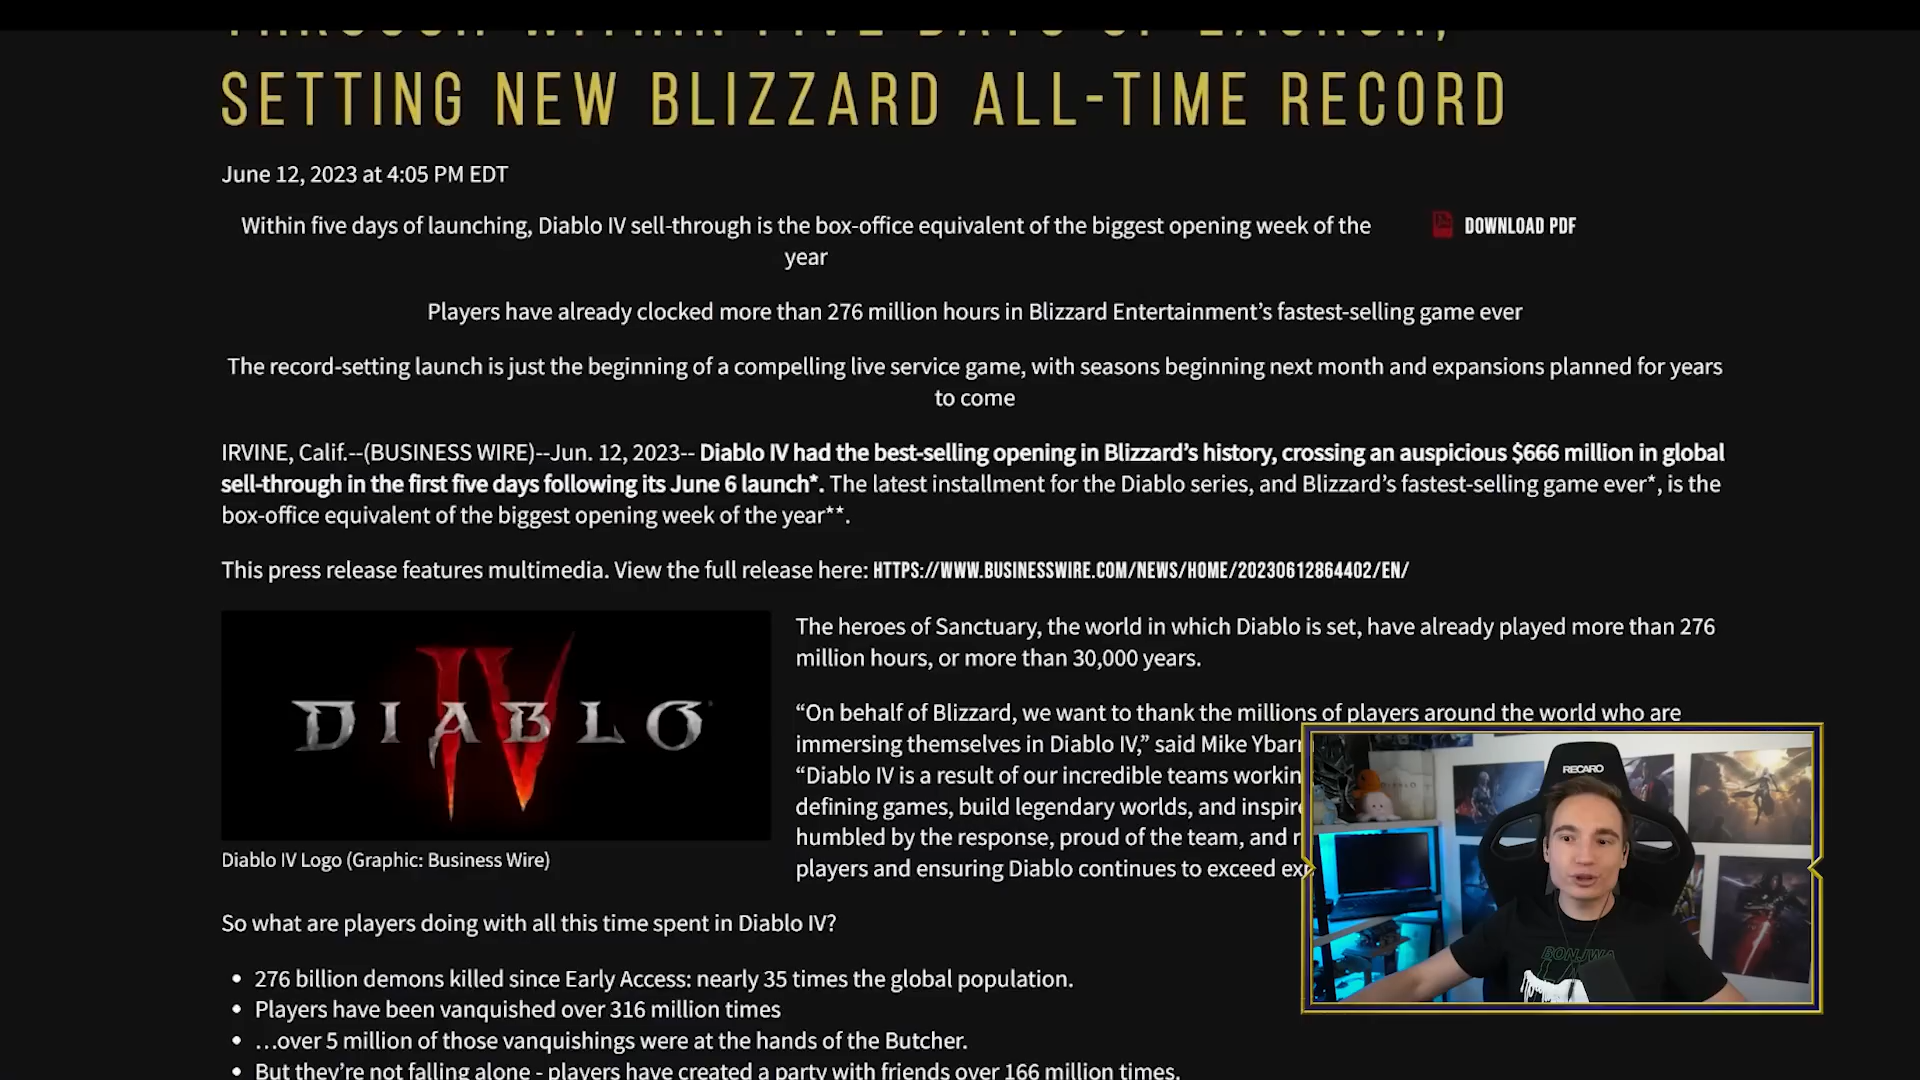 SETTING NEW BLIZZARD ALL-TIME RECORD
June 12, 2023 at 4:05 PM EDT
Within five days of launching, Diablo IV sell-through is the box-office equivalent of the biggest opening week of the
year
DOWNLOAD PDF
Players have already clocked more than 276 million hours in Blizzard Entertainment’s fastest-selling game ever
The record-setting launch is just the beginning of a compelling live service game, with seasons beginning next month and expansions planned for years
to come
IRVINE, Calif.--(BUSINESS WIRE)--Jun. 12, 2023-- Diablo IV had the best-selling opening in Blizzard’s history, crossing an auspicious $666 million in global
sell-through in the first five days following its June 6 launch*. The latest installment for the Diablo series, and Blizzard’s fastest-selling game ever*, is the
box-office equivalent of the biggest opening week of the year**.
This press release features multimedia. View the full release here: HTTPS://WWW.BUSINESSWIRE.COM/NEWS/HOME/20230612864402/EN/
DIABLO IV
Diablo IV Logo (Graphic: Business Wire)
The heroes of Sanctuary, the world in which Diablo is set, have already played more than 276
million hours, or more than 30,000 years.
“On behalf of Blizzard, we want to thank the millions of players around the world who are
immersing themselves in Diablo IV,” said Mike
“Diablo IV is a result of our incredible teams
defining games, build legendary worlds, and
humbled by the response, proud of the team, and
players and ensuring Diablo continues to exceed
RECARO
BONJWA
So what are players doing with all this time spent in Diablo IV?
• 276 billion demons killed since Early Access: nearly 35 times the global population.
• Players have been vanquished over 316 million times
• …over 5 million of those vanquishings were at the hands of the Butcher.
• But they’re not falling alone - players have created a party with friends over 166 million times.